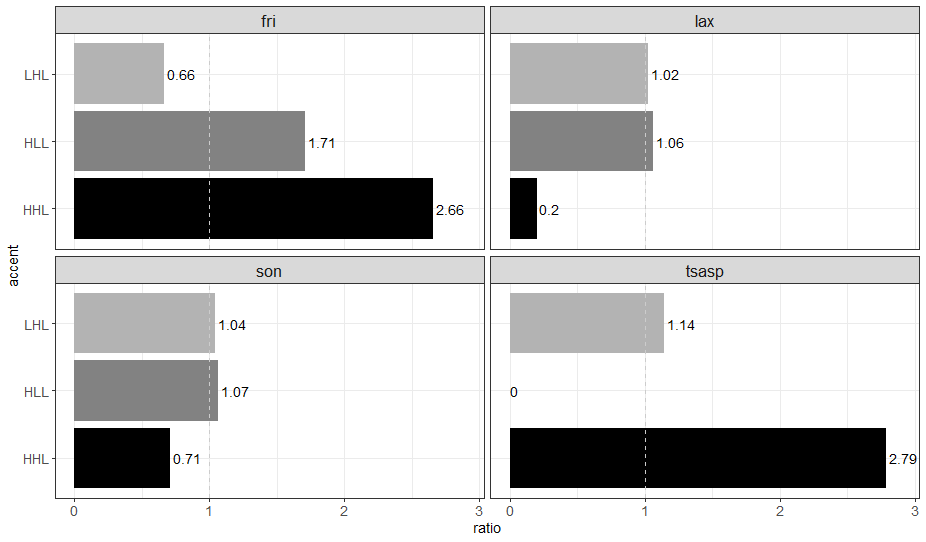 fri
lax
LHL
0.66
1.02
HLL
1.71
1.06
HHL
2.66
0.2
accent
son
tsasp
LHL
1.04
1.14
HLL
1.07
0
HHL
0.71
2.79
0 1 2 3
0 1 2 3
ratio